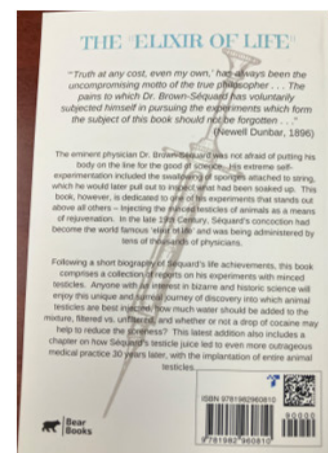 THE "ELIXIR OF LIFE"
"'Truth at any cost, even my own,' has always been the
uncompromising motto of the true philosopher . . . The
pains to which Dr. Brown-Séquard has voluntarily
subjected himself in pursuing the experiments which form
the subject of this book should not be forgotten . . ."
(Newell Dunbar, 1896)
The eminent physician Dr. Brown-Séquard was not afraid of putting his
body on the line for the good of science. His extreme self-
experimentation included the swallowing of sponges attached to string,
which he would later pull out to inspect what had been soaked up. This
book, however, is dedicated to one of his experiments that stands out
above all others – Injecting the minced testicles of animals as a means
of rejuvenation. In the late 19th Century, Séquard's concoction had
become the world famous 'elixir of life' and was being administered by
tens of thousands of physicians.
Following a short biography of Séquard's life achievements, this book
comprises a collection of reports on his experiments with minced
testicles. Anyone with an interest in bizarre and historic science will
enjoy this unique and surreal journey of discovery into which animal
testicles are best injected, how much water should be added to the
mixture, filtered vs. unfiltered, and whether or not a drop of cocaine may
help to reduce the soreness? This latest addition also includes a
chapter on how Séquard's testicle juice led to even more outrageous
medical practice 30 years later, with the implantation of entire animal
testicles.
Bear
Books
ISBN 9781982960810
90000
9 781982 960810